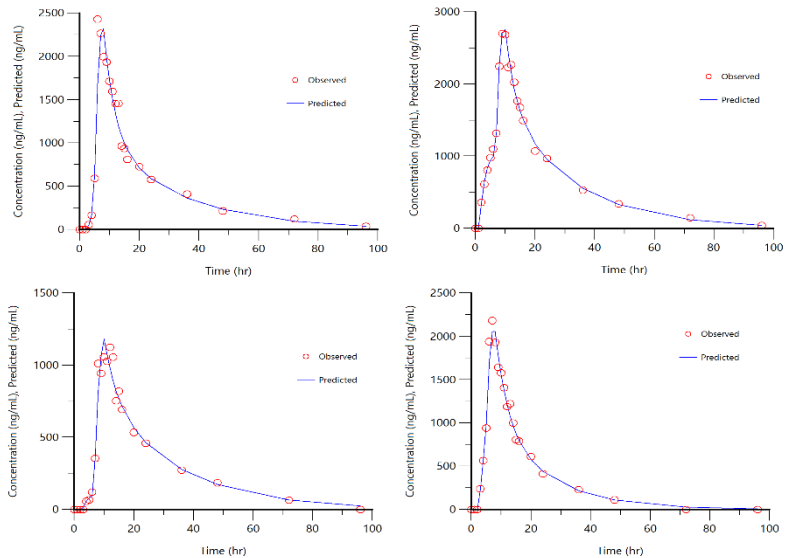 Concentration (ng/mL), Predicted (ng/mL)
2500
2000
1500
1000
500
0
0 20 40 60 80 100
Time (hr)
Observed
Predicted
Concentration (ng/mL), Predicted (ng/mL)
3000
2000
1000
0
0 20 40 60 80 100
Time (hr)
Observed
Predicted
Concentration (ng/mL), Predicted (ng/mL)
1500
1000
500
0
0 20 40 60 80 100
Time (hr)
Observed
Predicted
Concentration (ng/mL), Predicted (ng/mL)
2500
2000
1500
1000
500
0
0 20 40 60 80 100
Time (hr)
Observed
Predicted